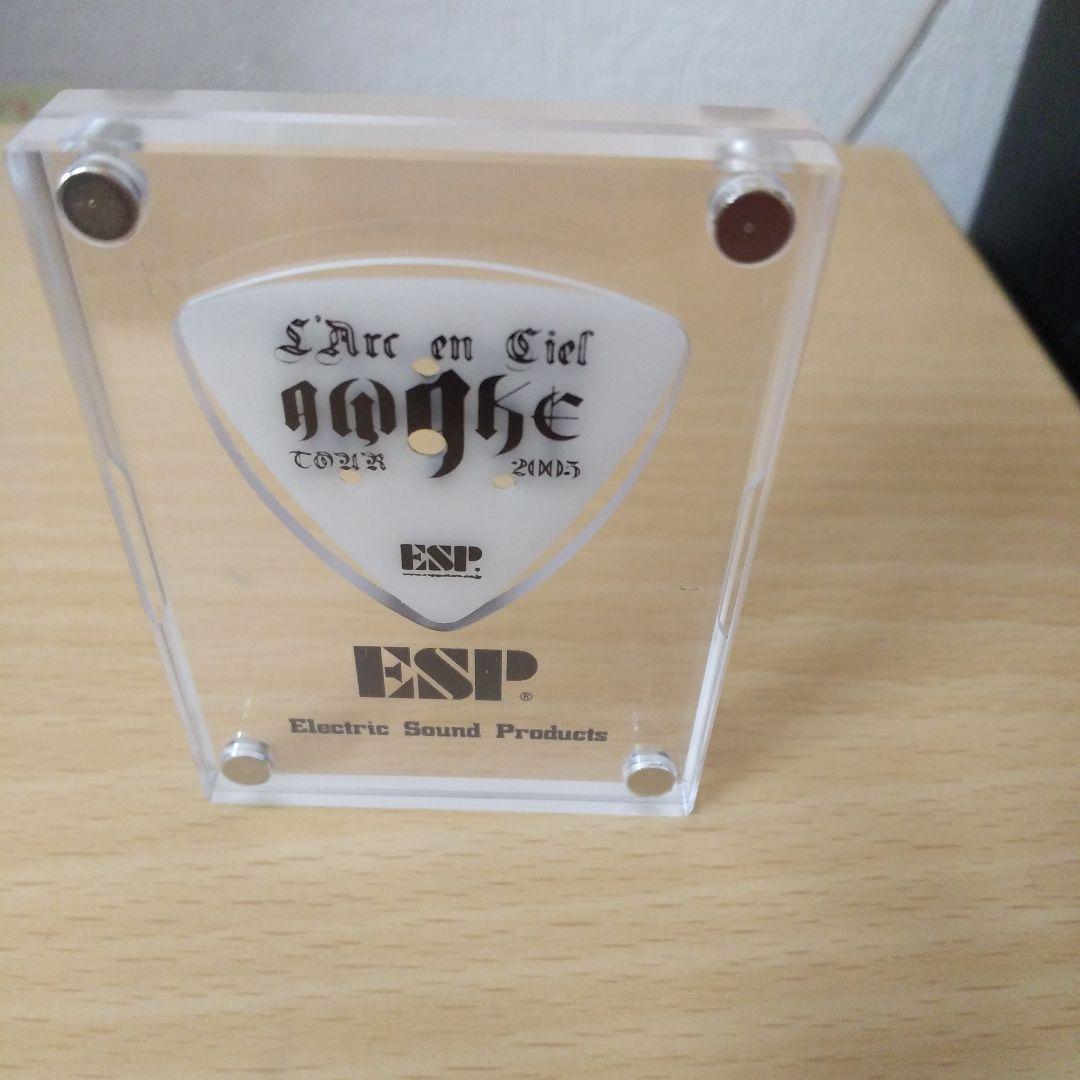 L'Arc en Ciel
AWAKE
TOUR 2005
ESP.
ESP®
Electric Sound Products